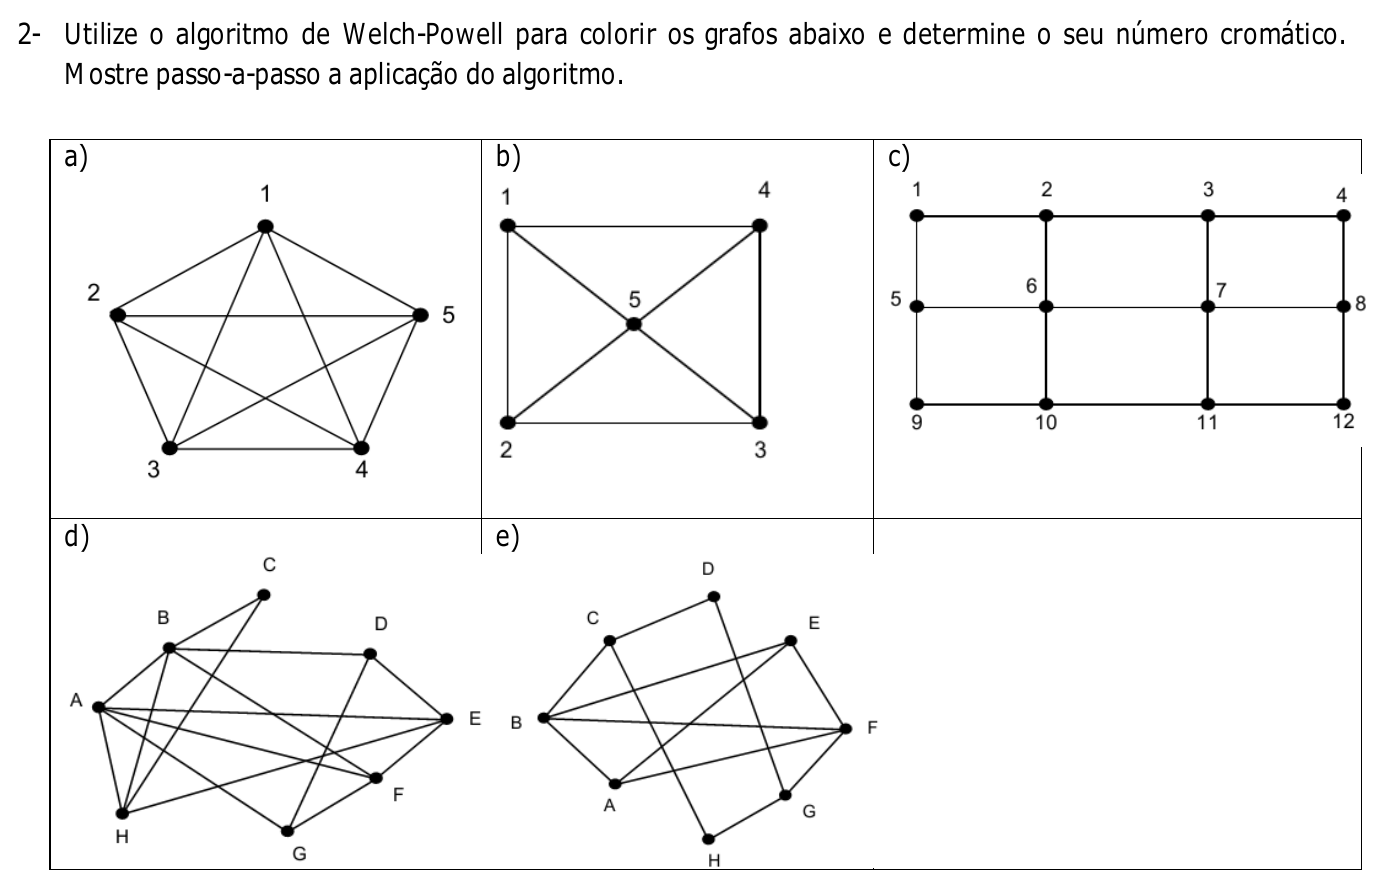 2- Utilize o algoritmo de Welch-Powell para colorir os grafos abaixo e determine o seu número cromático.
Mostre passo-a-passo a aplicação do algoritmo.
a)
1
2
5
3
4
b)
1
4
5
2
3
c)
1
2
3
4
5
6
7
8
9
10
11
12
d)
C
B
D
A
E
F
H
G
e)
D
C
E
B
F
A
G
H